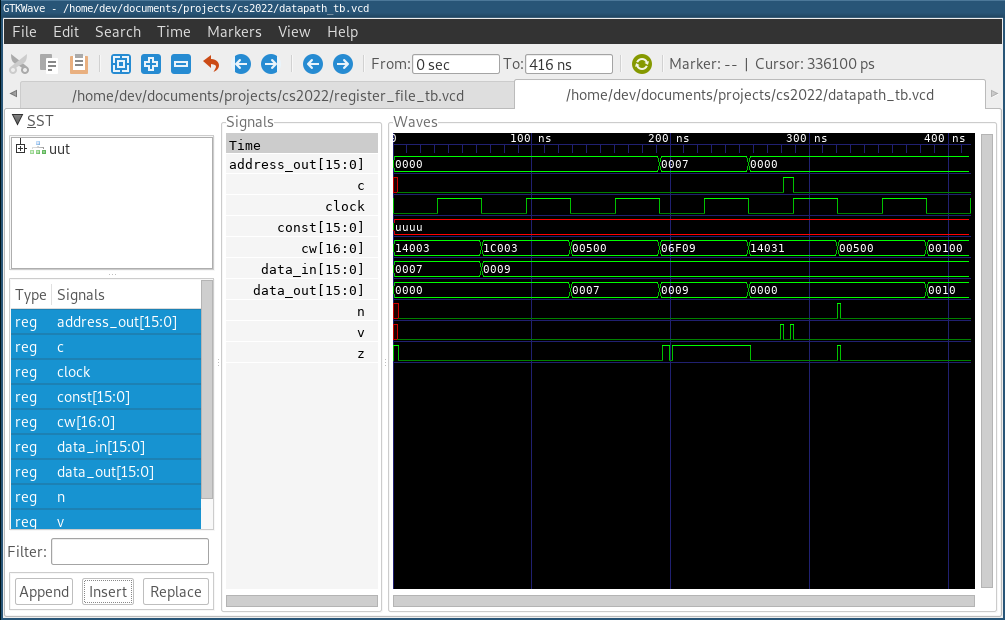 GTKWave - /home/dev/documents/projects/cs2022/datapath_tb.vcd
File Edit Search Time Markers View Help
From: 0 sec To: 416 ns Marker: -- | Cursor: 336100 ps
/home/dev/documents/projects/cs2022/register_file_tb.vcd /home/dev/documents/projects/cs2022/datapath_tb.vcd
SST
uut
Type Signals
reg address_out[15:0]
reg c
reg clock
reg const[15:0]
reg cw[16:0]
reg data_in[15:0]
reg data_out[15:0]
reg n
reg v
Filter:
Append Insert Replace
Signals
Time
address_out[15:0]
c
clock
const[15:0]
cw[16:0]
data_in[15:0]
data_out[15:0]
n
v
z
Waves
0 100 ns 200 ns 300 ns 400 ns
0000 0007 0000
uuuu
14003 1C003 00500 06F09 14031 00500 00100
0007 0009
0000 0007 0009 0000 0010